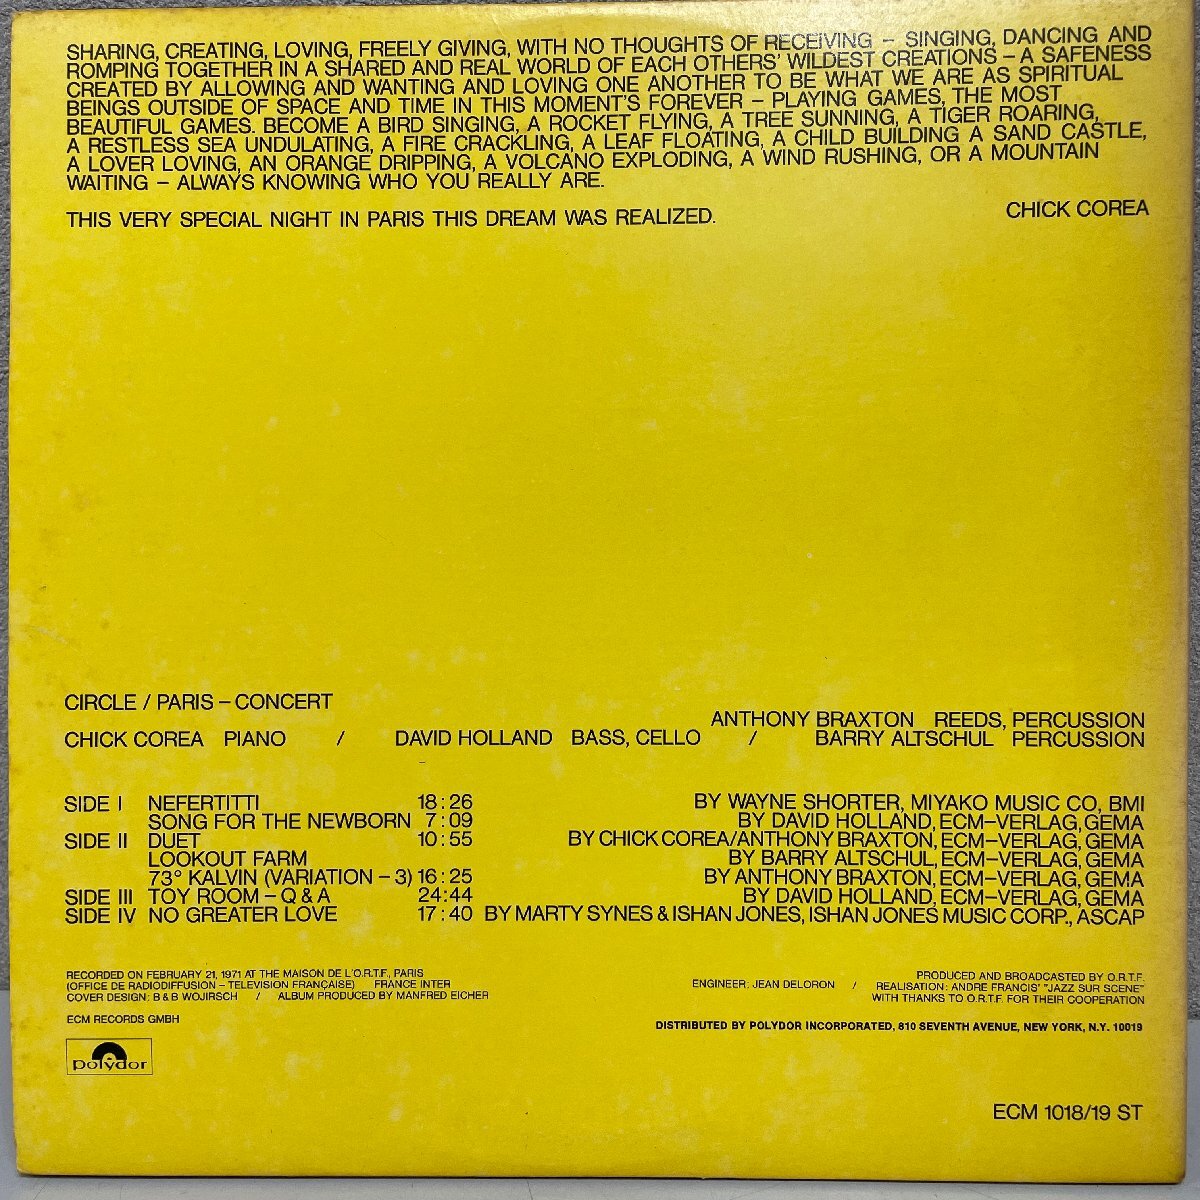 SHARING, CREATING, LOVING, FREELY GIVING, WITH NO THOUGHTS OF RECEIVING – SINGING, DANCING AND
ROMPING TOGETHER IN A SHARED AND REAL WORLD OF EACH OTHERS' WILDEST CREATIONS – A SAFENESS
CREATED BY ALLOWING AND WANTING AND LOVING ONE ANOTHER TO BE WHAT WE ARE AS SPIRITUAL
BEINGS OUTSIDE OF SPACE AND TIME IN THIS MOMENT'S FOREVER – PLAYING GAMES, THE MOST
BEAUTIFUL GAMES. BECOME A BIRD SINGING, A ROCKET FLYING, A TREE SUNNING, A TIGER ROARING,
A RESTLESS SEA UNDULATING, A FIRE CRACKLING, A LEAF FLOATING, A CHILD BUILDING A SAND CASTLE,
A LOVER LOVING, AN ORANGE DRIPPING, A VOLCANO EXPLODING, A WIND RUSHING, OR A MOUNTAIN
WAITING – ALWAYS KNOWING WHO YOU REALLY ARE.
THIS VERY SPECIAL NIGHT IN PARIS THIS DREAM WAS REALIZED. CHICK COREA
CIRCLE / PARIS – CONCERT
ANTHONY BRAXTON REEDS, PERCUSSION
CHICK COREA PIANO / DAVID HOLLAND BASS, CELLO / BARRY ALTSCHUL PERCUSSION
SIDE I NEFERTITTI 18:26 BY WAYNE SHORTER, MIYAKO MUSIC CO, BMI
SONG FOR THE NEWBORN 7:09 BY DAVID HOLLAND, ECM–VERLAG, GEMA
SIDE II DUET 10:55 BY CHICK COREA/ANTHONY BRAXTON, ECM–VERLAG, GEMA
LOOKOUT FARM BY BARRY ALTSCHUL, ECM–VERLAG, GEMA
73° KALVIN (VARIATION – 3) 16:25 BY ANTHONY BRAXTON, ECM–VERLAG, GEMA
SIDE III TOY ROOM – Q & A 24:44 BY DAVID HOLLAND, ECM–VERLAG, GEMA
SIDE IV NO GREATER LOVE 17:40 BY MARTY SYNES & ISHAN JONES, ISHAN JONES MUSIC CORP., ASCAP
RECORDED ON FEBRUARY 21, 1971 AT THE MAISON DE L'O.R.T.F., PARIS
(OFFICE DE RADIODIFFUSION – TELEVISION FRANÇAISE) FRANCE INTER
COVER DESIGN: B & B WOJIRSCH / ALBUM PRODUCED BY MANFRED EICHER
ECM RECORDS GMBH
PRODUCED AND BROADCASTED BY O.R.T.F.
ENGINEER: JEAN DELORON / REALISATION: ANDRE FRANCIS' "JAZZ SUR SCENE"
WITH THANKS TO O.R.T.F. FOR THEIR COOPERATION
DISTRIBUTED BY POLYDOR INCORPORATED, 810 SEVENTH AVENUE, NEW YORK, N.Y. 10019
polydor
ECM 1018/19 ST